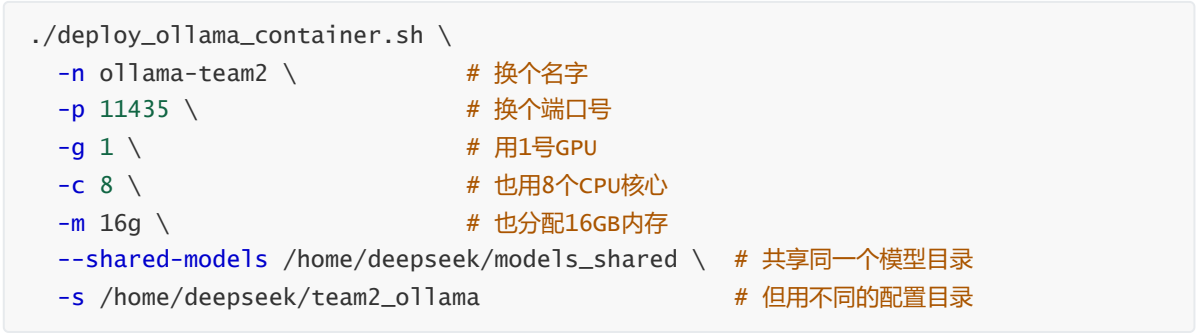 ./deploy_ollama_container.sh \
  -n ollama-team2 \              # 换个名字
  -p 11435 \                     # 换个端口号
  -g 1 \                         # 用1号GPU
  -c 8 \                         # 也用8个CPU核心
  -m 16g \                       # 也分配16GB内存
  --shared-models /home/deepseek/models_shared \  # 共享同一个模型目录
  -s /home/deepseek/team2_ollama                  # 但用不同的配置目录